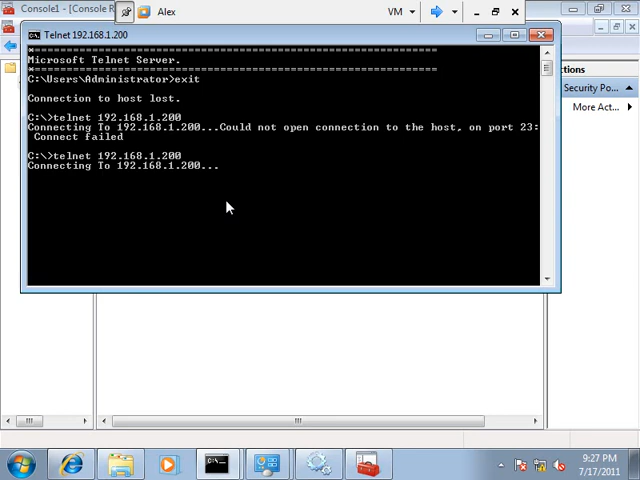 Console1 - [Console R
Alex
VM
Telnet 192.168.1.200
*===============================================================
Microsoft Telnet Server.
*===============================================================
C:\Users\Administrator>exit
Connection to host lost.
C:\>telnet 192.168.1.200
Connecting To 192.168.1.200...Could not open connection to the host, on port 23:
Connect failed
C:\>telnet 192.168.1.200
Connecting To 192.168.1.200...
ctions
Security Po...
More Act...
9:27 PM
7/17/2011